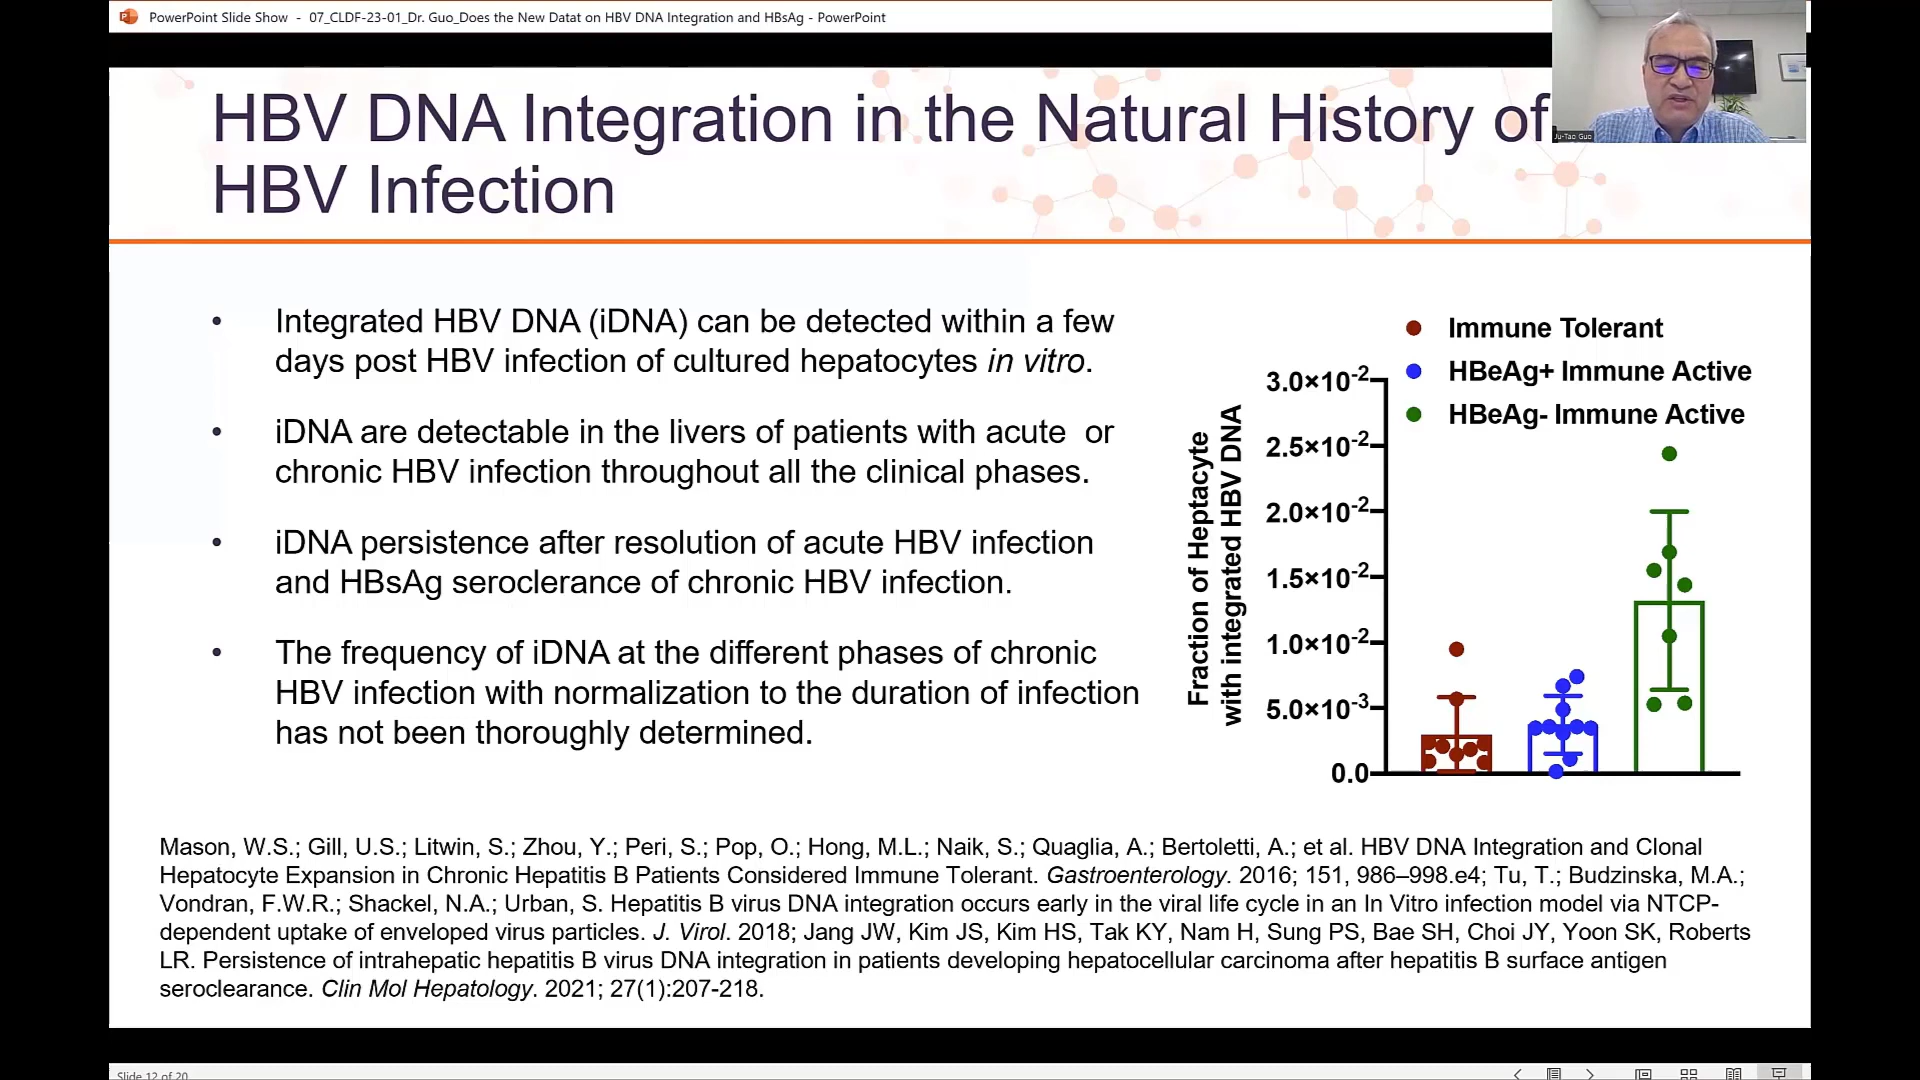 PowerPoint Slide Show - 07_CLDF-23-01_Dr. Guo_Does the New Datat on HBV DNA Integration and HBsAg - PowerPoint
Ju-Tao Guo
HBV DNA Integration in the Natural History of
HBV Infection
• Integrated HBV DNA (iDNA) can be detected within a few
days post HBV infection of cultured hepatocytes in vitro.
• iDNA are detectable in the livers of patients with acute or
chronic HBV infection throughout all the clinical phases.
• iDNA persistence after resolution of acute HBV infection
and HBsAg seroclerance of chronic HBV infection.
• The frequency of iDNA at the different phases of chronic
HBV infection with normalization to the duration of infection
has not been thoroughly determined.
Immune Tolerant
HBeAg+ Immune Active
HBeAg- Immune Active
Fraction of Heptacyte
with integrated HBV DNA
3.0×10⁻²
2.5×10⁻²
2.0×10⁻²
1.5×10⁻²
1.0×10⁻²
5.0×10⁻³
0.0
Mason, W.S.; Gill, U.S.; Litwin, S.; Zhou, Y.; Peri, S.; Pop, O.; Hong, M.L.; Naik, S.; Quaglia, A.; Bertoletti, A.; et al. HBV DNA Integration and Clonal
Hepatocyte Expansion in Chronic Hepatitis B Patients Considered Immune Tolerant. Gastroenterology. 2016; 151, 986–998.e4; Tu, T.; Budzinska, M.A.;
Vondran, F.W.R.; Shackel, N.A.; Urban, S. Hepatitis B virus DNA integration occurs early in the viral life cycle in an In Vitro infection model via NTCP-
dependent uptake of enveloped virus particles. J. Virol. 2018; Jang JW, Kim JS, Kim HS, Tak KY, Nam H, Sung PS, Bae SH, Choi JY, Yoon SK, Roberts
LR. Persistence of intrahepatic hepatitis B virus DNA integration in patients developing hepatocellular carcinoma after hepatitis B surface antigen
seroclearance. Clin Mol Hepatology. 2021; 27(1):207-218.
Slide 12 of 20